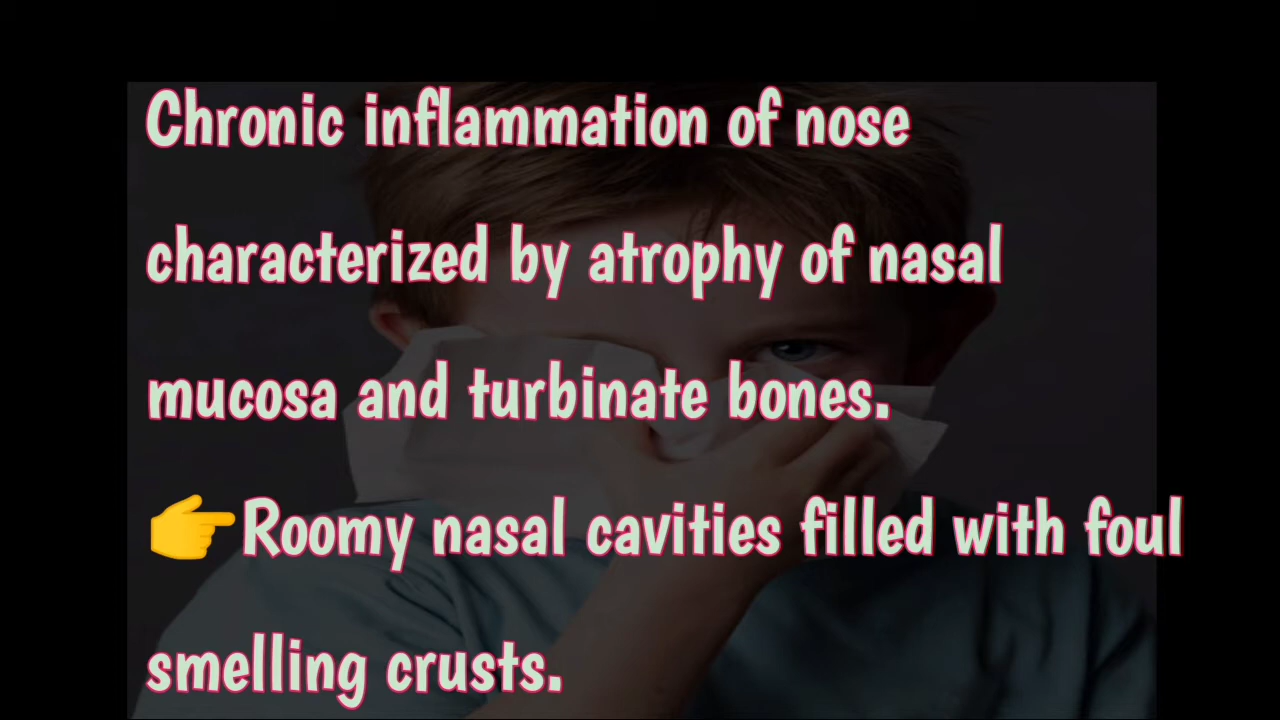 Chronic inflammation of nose
characterized by atrophy of nasal
mucosa and turbinate bones.
👉Roomy nasal cavities filled with foul
smelling crusts.